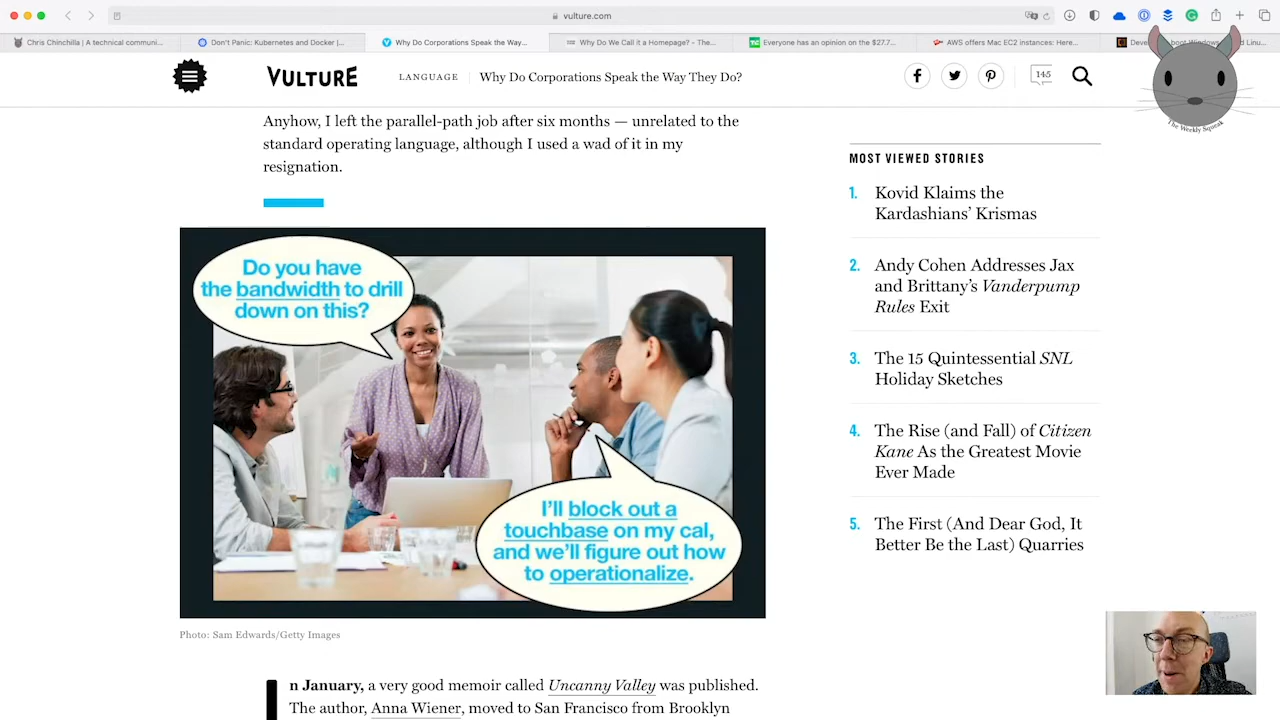 vulture.com
Chris Chinchilla | A technical communi...
Don't Panic: Kubernetes and Docker |...
Why Do Corporations Speak the Way...
Why Do We Call it a Homepage? – The...
Everyone has an opinion on the $27.7...
AWS offers Mac EC2 instances: Here...
VULTURE
LANGUAGE
Why Do Corporations Speak the Way They Do?
145
The Weekly Squeak
Anyhow, I left the parallel-path job after six months — unrelated to the
standard operating language, although I used a wad of it in my
resignation.
Do you have
the bandwidth to drill
down on this?
I'll block out a
touchbase on my cal,
and we'll figure out how
to operationalize.
Photo: Sam Edwards/Getty Images
In January, a very good memoir called Uncanny Valley was published.
The author, Anna Wiener, moved to San Francisco from Brooklyn
MOST VIEWED STORIES
1. Kovid Klaims the
Kardashians' Krismas
2. Andy Cohen Addresses Jax
and Brittany's Vanderpump
Rules Exit
3. The 15 Quintessential SNL
Holiday Sketches
4. The Rise (and Fall) of Citizen
Kane As the Greatest Movie
Ever Made
5. The First (And Dear God, It
Better Be the Last) Quarries